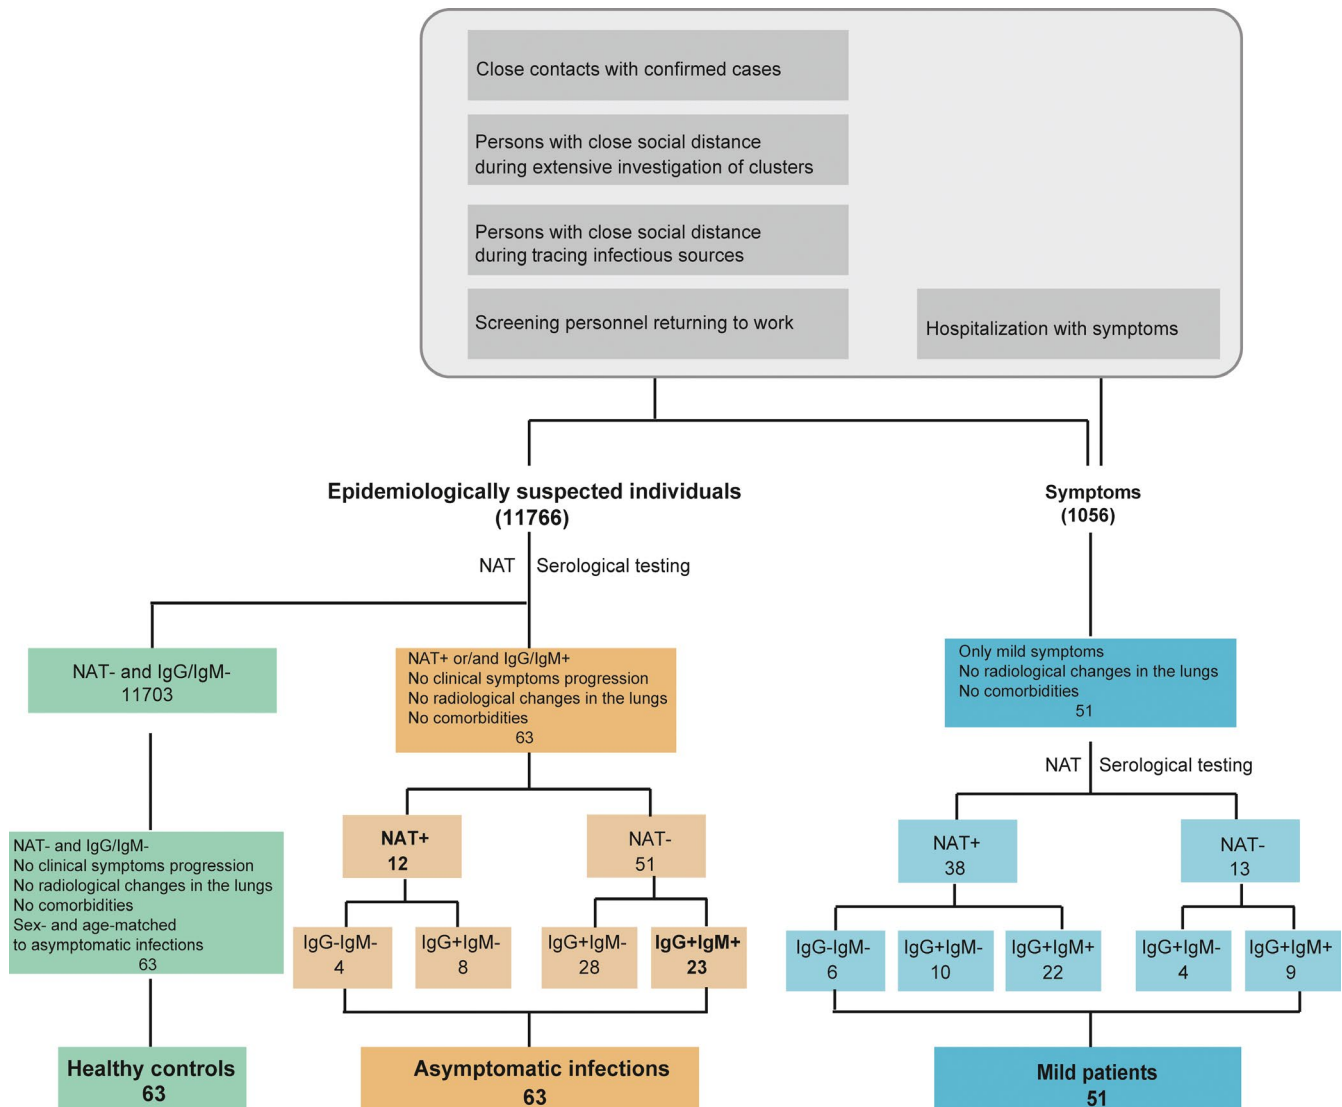 Close contacts with confirmed cases
Persons with close social distance
during extensive investigation of clusters
Persons with close social distance
during tracing infectious sources
Screening personnel returning to work
Hospitalization with symptoms
Epidemiologically suspected individuals
(11766)
Symptoms
(1056)
NAT
Serological testing
NAT- and IgG/IgM-
11703
NAT+ or/and IgG/IgM+
No clinical symptoms progression
No radiological changes in the lungs
No comorbidities
63
Only mild symptoms
No radiological changes in the lungs
No comorbidities
51
NAT
Serological testing
NAT- and IgG/IgM-
No clinical symptoms progression
No radiological changes in the lungs
No comorbidities
Sex- and age-matched
to asymptomatic infections
63
NAT+
12
NAT-
51
NAT+
38
NAT-
13
IgG-IgM-
4
IgG+IgM-
8
IgG+IgM-
28
IgG+IgM+
23
IgG-IgM-
6
IgG+IgM-
10
IgG+IgM+
22
IgG+IgM-
4
IgG+IgM+
9
Healthy controls
63
Asymptomatic infections
63
Mild patients
51